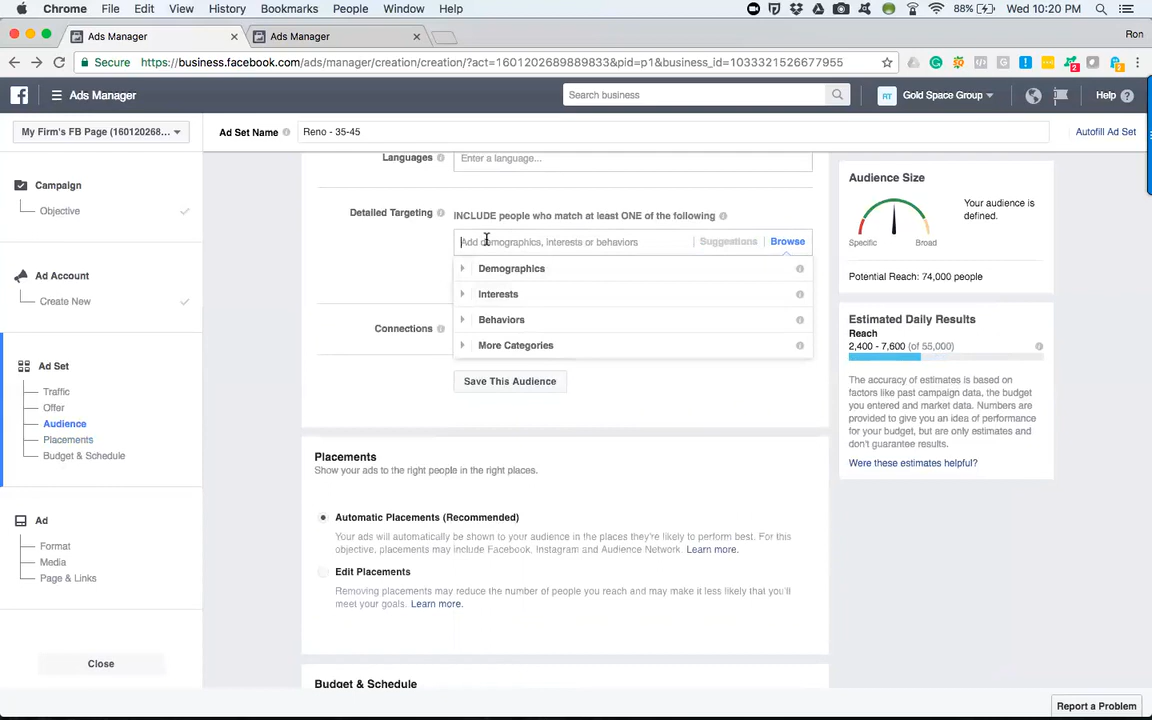 Chrome File Edit View History Bookmarks People Window Help 88% Wed 10:20 PM
Ads Manager Ads Manager Ron
Secure https://business.facebook.com/ads/manager/creation/creation/?act=1601202689889833&pid=p1&business_id=1033321526677955
Ads Manager Search business RT Gold Space Group Help
My Firm's FB Page (160120268... Ad Set Name Reno - 35-45 Autofill Ad Set
Campaign
Objective
Ad Account
Create New
Ad Set
Traffic
Offer
Audience
Placements
Budget & Schedule
Ad
Format
Media
Page & Links
Close
Languages Enter a language...
Detailed Targeting INCLUDE people who match at least ONE of the following
Add demographics, interests or behaviors Suggestions Browse
Demographics
Interests
Behaviors
More Categories
Connections
Save This Audience
Placements
Show your ads to the right people in the right places.
Automatic Placements (Recommended)
Your ads will automatically be shown to your audience in the places they're likely to perform best. For this
objective, placements may include Facebook, Instagram and Audience Network. Learn more.
Edit Placements
Removing placements may reduce the number of people you reach and may make it less likely that you'll
meet your goals. Learn more.
Budget & Schedule
Audience Size
Your audience is
defined.
Specific Broad
Potential Reach: 74,000 people
Estimated Daily Results
Reach
2,400 - 7,600 (of 55,000)
The accuracy of estimates is based on
factors like past campaign data, the budget
you entered and market data. Numbers are
provided to give you an idea of performance
for your budget, but are only estimates and
don't guarantee results.
Were these estimates helpful?
Report a Problem